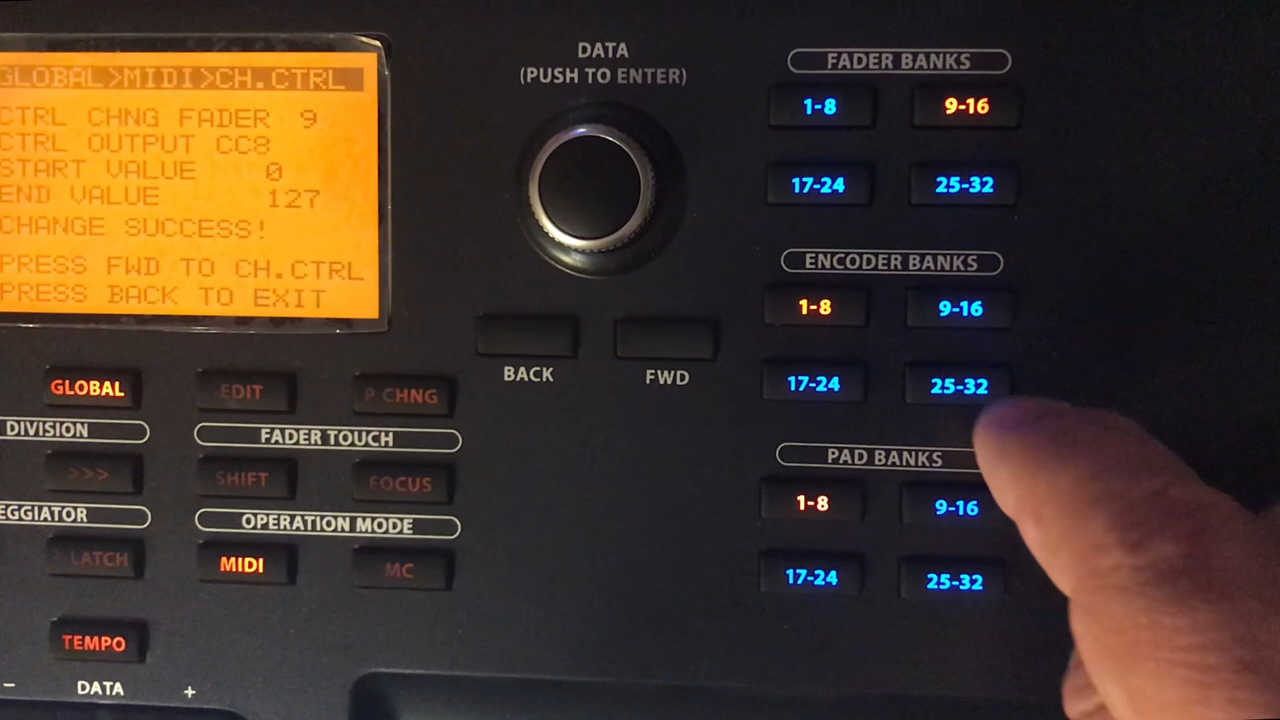 GLOBAL>MIDI>CH.CTRL
CTRL CHNG FADER 9
CTRL OUTPUT CC8
START VALUE 0
END VALUE 127
CHANGE SUCCESS!
PRESS FWD TO CH.CTRL
PRESS BACK TO EXIT
DATA
(PUSH TO ENTER)
BACK
FWD
FADER BANKS
1-8
9-16
17-24
25-32
ENCODER BANKS
1-8
9-16
17-24
25-32
PAD BANKS
1-8
9-16
17-24
25-32
GLOBAL
EDIT
P CHNG
DIVISION
FADER TOUCH
>>>
SHIFT
FOCUS
EGGIATOR
OPERATION MODE
LATCH
MIDI
MC
TEMPO
− DATA +